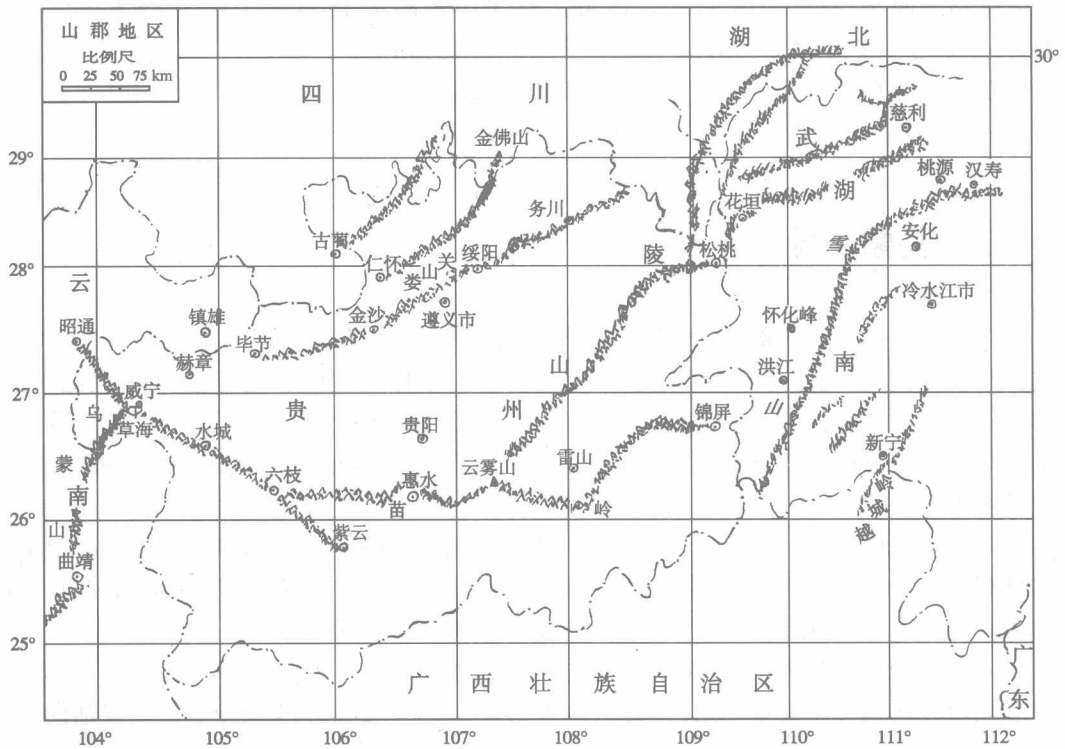 山郡地区
比例尺
0 25 50 75 km
湖 北
30°
四 川
金佛山
慈利
武
29°
桃源
汉寿
湖
务川
花垣
雪
安化
古蔺
关
绥阳
陵
松桃
28°
仁怀
山
娄
云
冷水江市
镇雄
金沙
遵义市
怀化峰
昭通
毕节
南
赫章
山
洪江
27°
威宁
乌
贵
州
锦屏
山
草海
水城
贵阳
新宁
云雾山
雷山
蒙
六枝
惠水
岭
南
苗
岭
城
26°
山
紫云
越
曲靖
25°
广西壮族自治区
广
东
104° 105° 106° 107° 108° 109° 110° 111° 112°